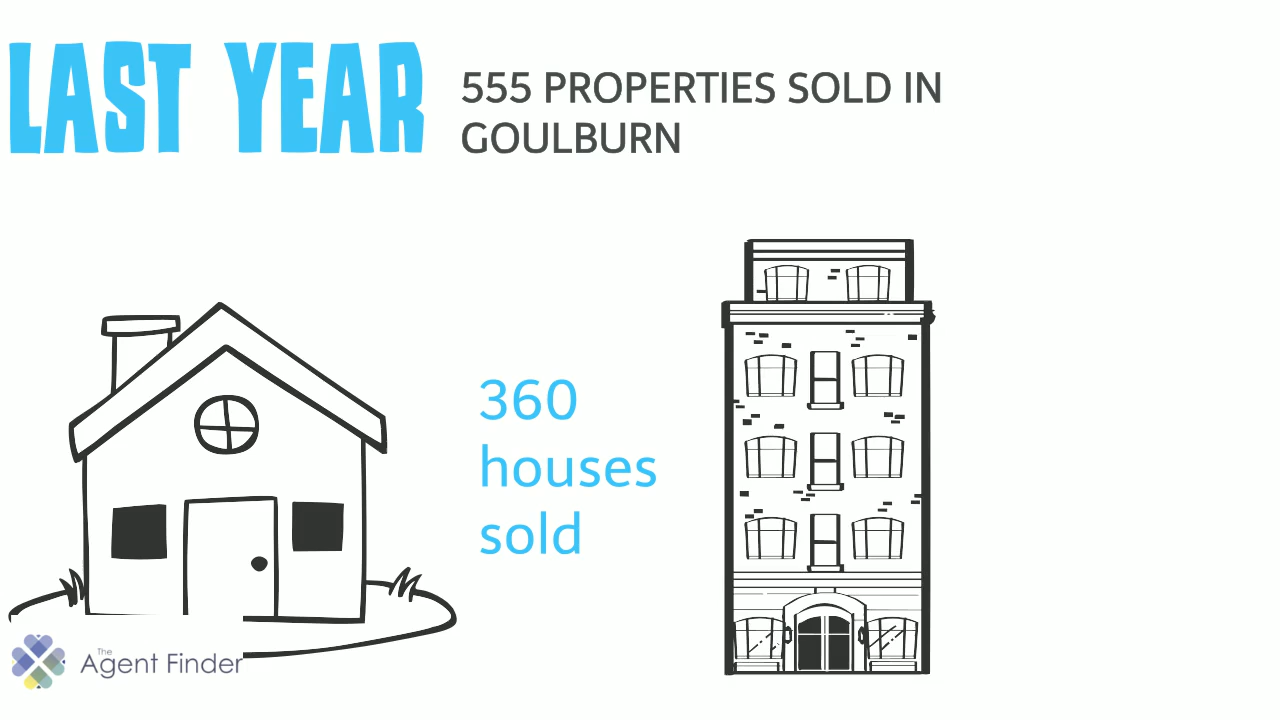 LAST YEAR
555 PROPERTIES SOLD IN
GOULBURN
360
houses
sold
The
Agent Finder